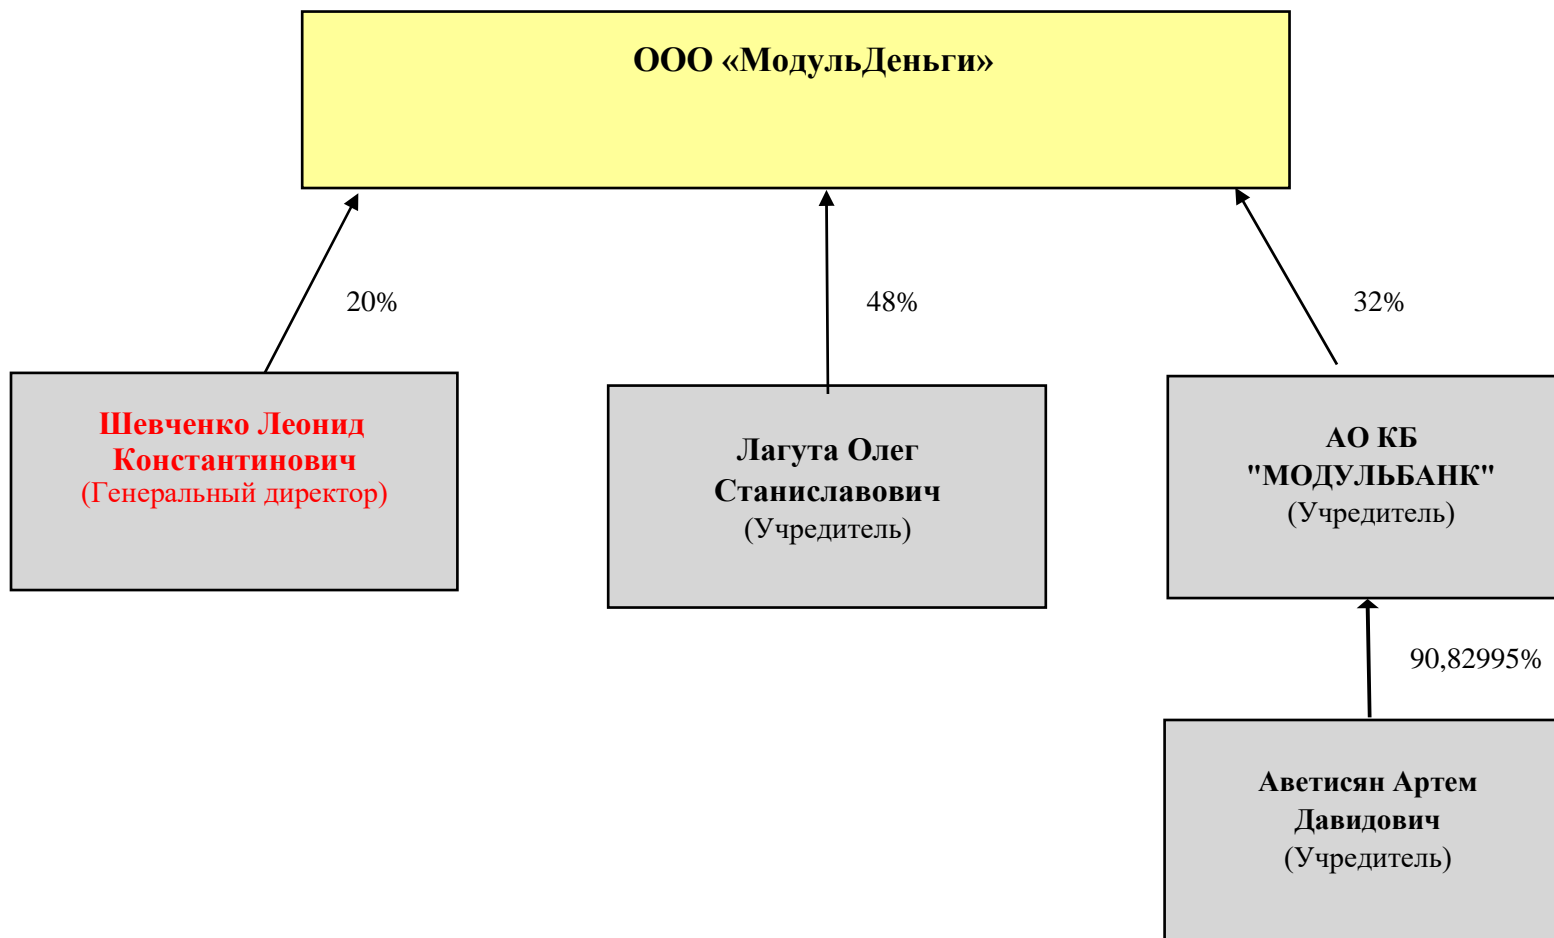 ООО «МодульДеньги»
20%
48%
32%
Шевченко Леонид
Константинович
(Генеральный директор)
Лагута Олег
Станиславович
(Учредитель)
АО КБ
"МОДУЛЬБАНК"
(Учредитель)
90,82995%
Аветисян Артем
Давидович
(Учредитель)